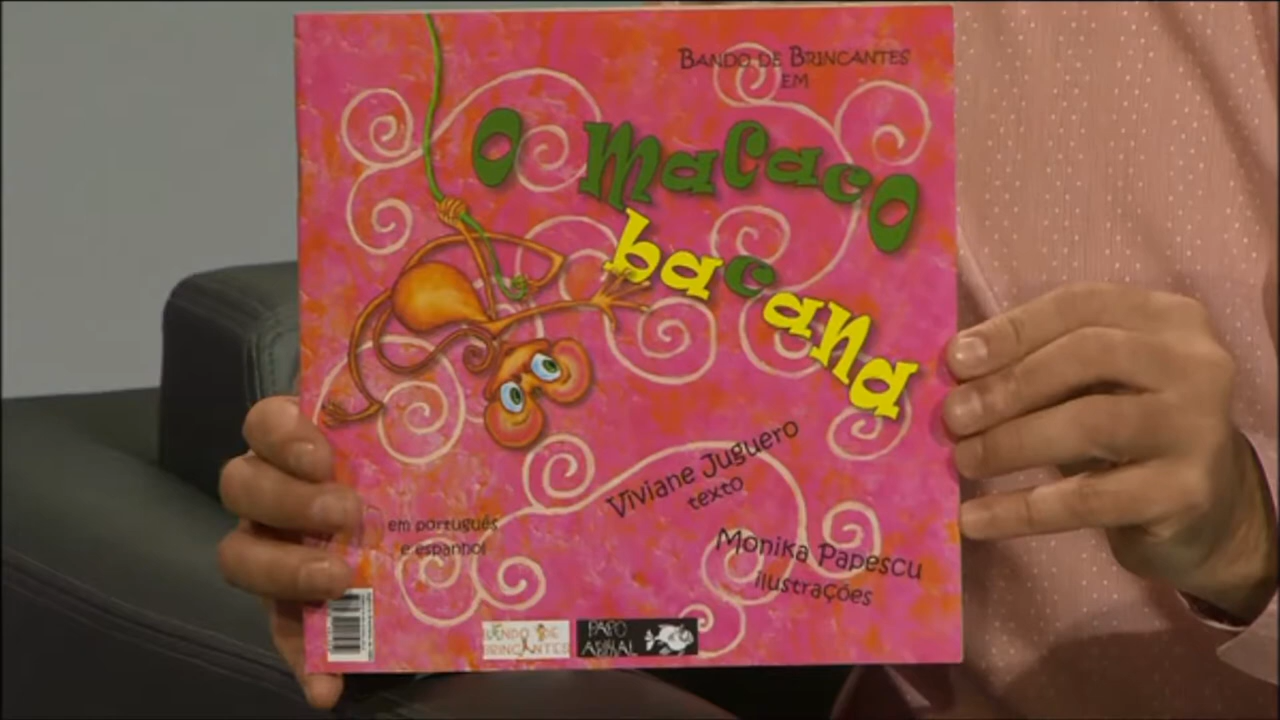 BANDO DE BRINCANTES
EM
O macaco
bacana
Viviane Juguero
texto
Monika Papescu
ilustrações
em português
e espanhol
BANDO DE
BRINCANTES
PAPO
ABISSAL